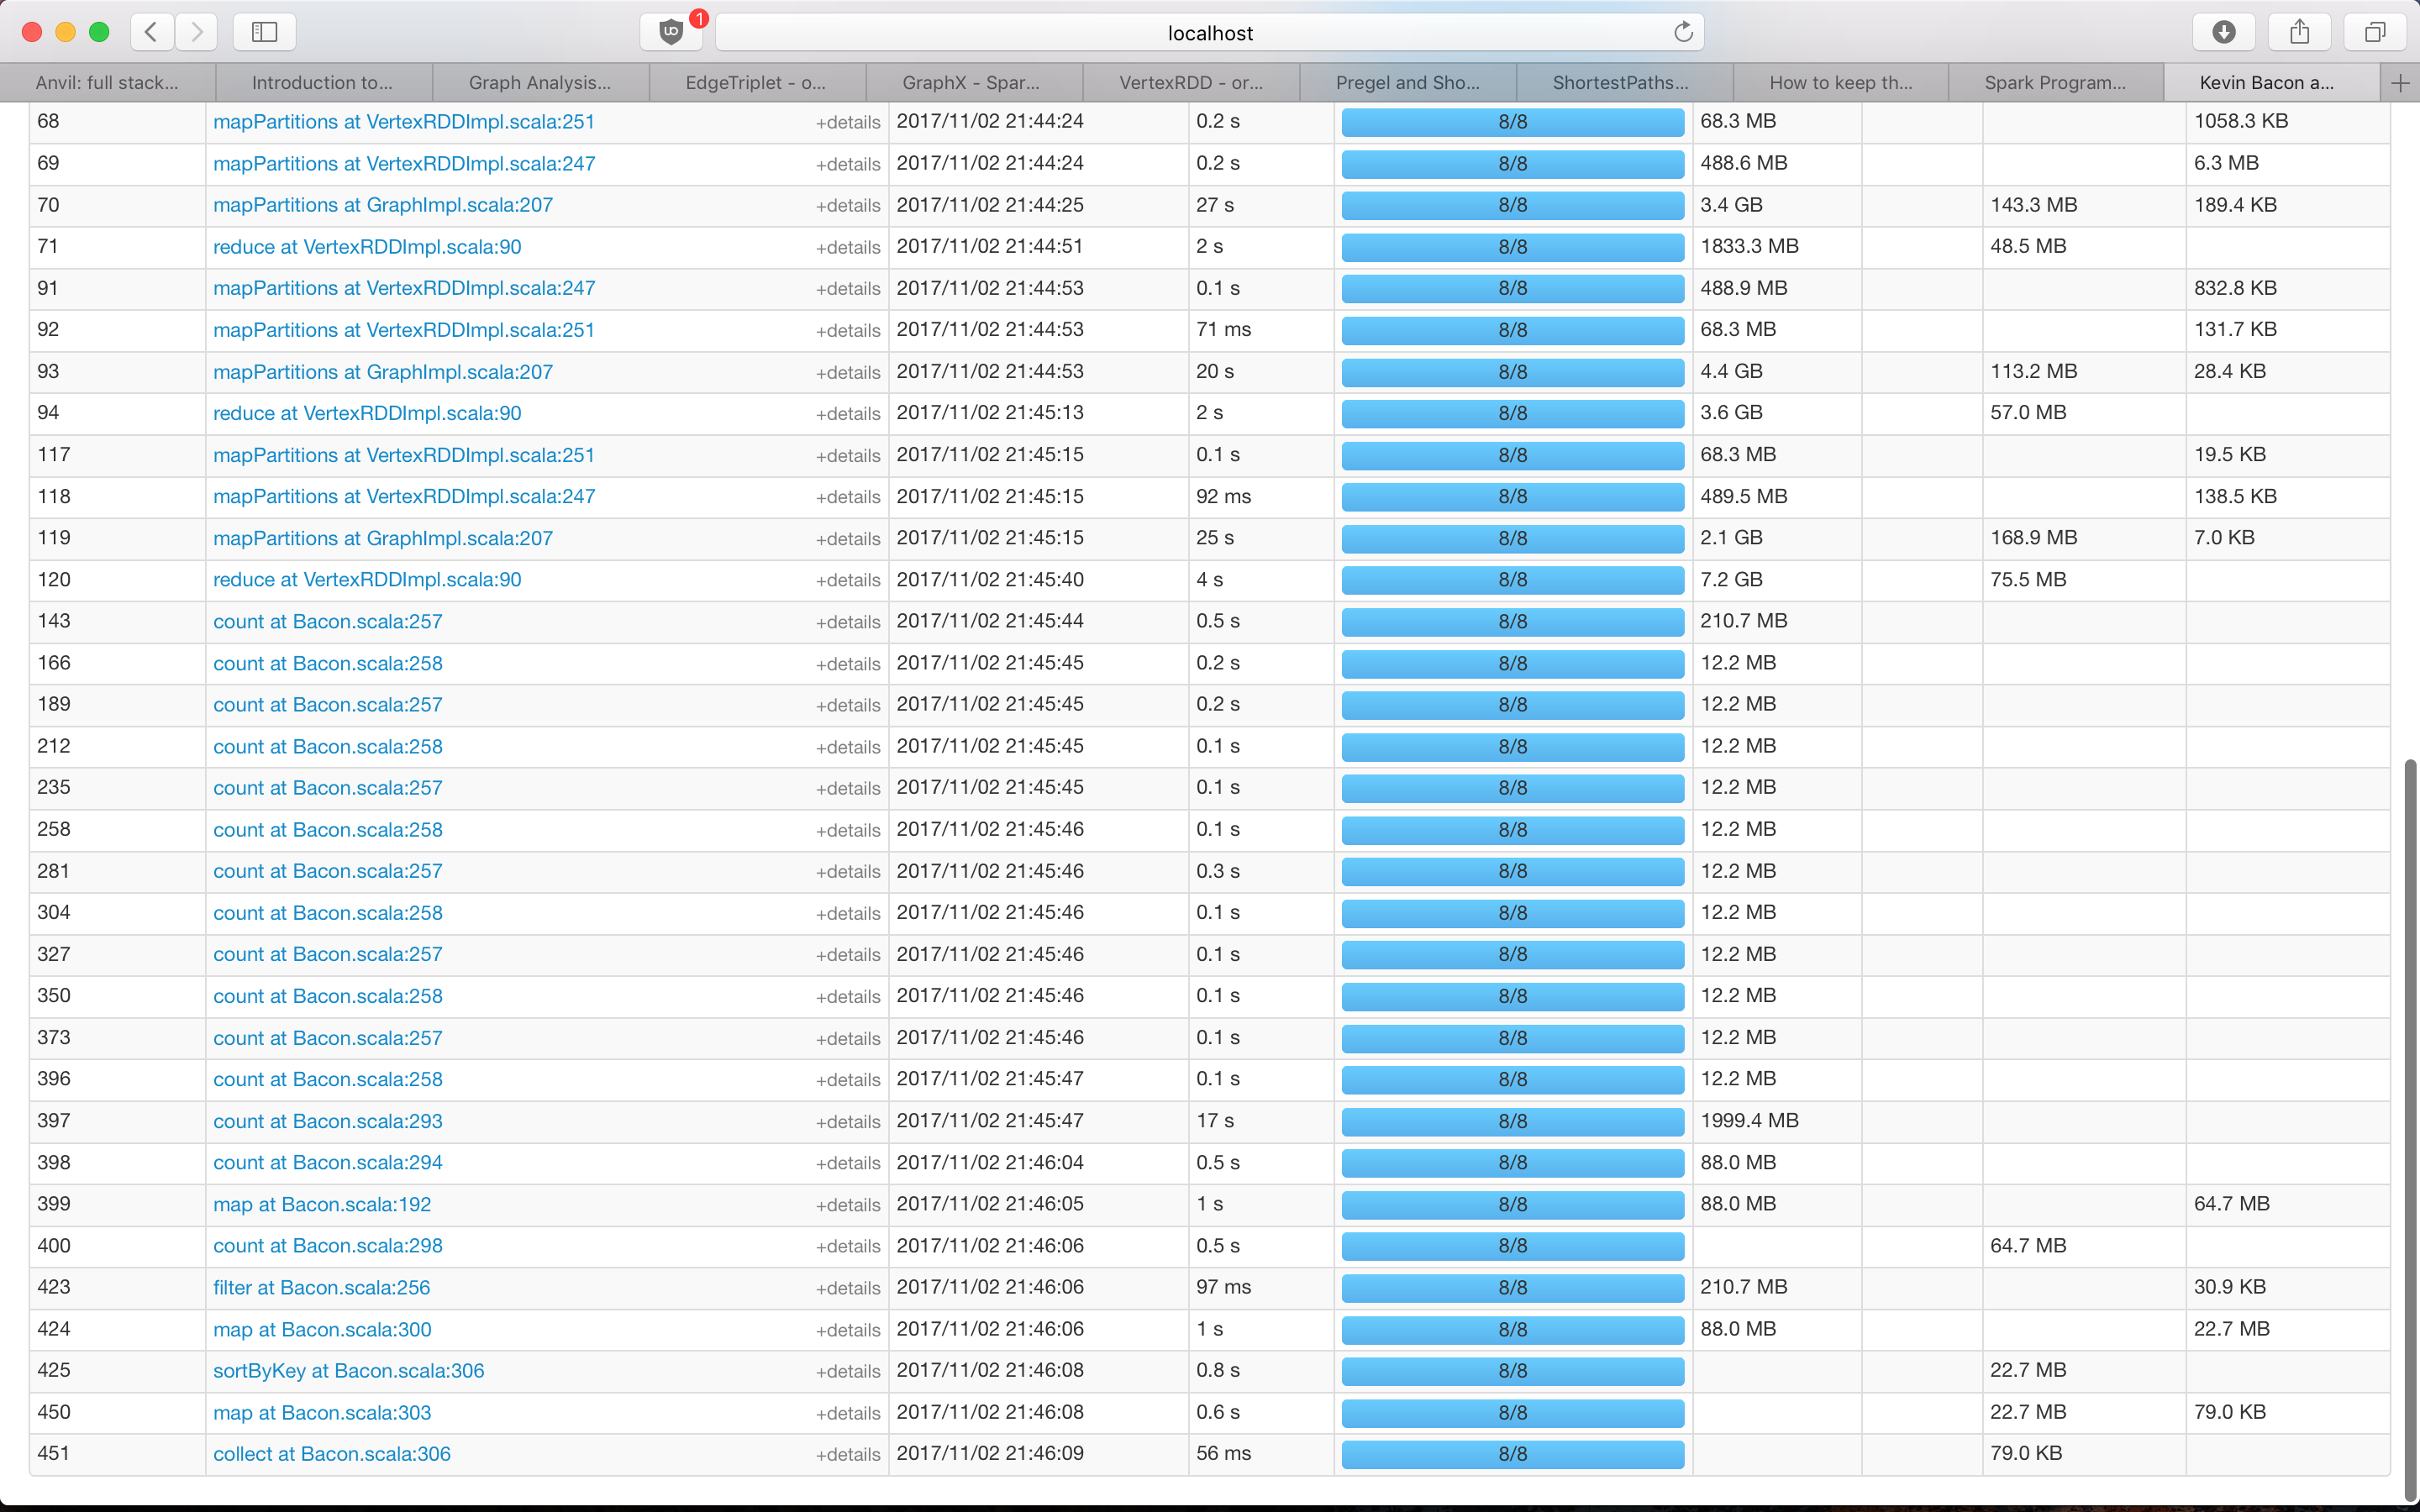 1
localhost
Anvil: full stack... Introduction to... Graph Analysis... EdgeTriplet - o... GraphX - Spar... VertexRDD - or... Pregel and Sho... ShortestPaths... How to keep th... Spark Program... Kevin Bacon a...
68 mapPartitions at VertexRDDImpl.scala:251 +details 2017/11/02 21:44:24 0.2 s 8/8 68.3 MB 1058.3 KB
69 mapPartitions at VertexRDDImpl.scala:247 +details 2017/11/02 21:44:24 0.2 s 8/8 488.6 MB 6.3 MB
70 mapPartitions at GraphImpl.scala:207 +details 2017/11/02 21:44:25 27 s 8/8 3.4 GB 143.3 MB 189.4 KB
71 reduce at VertexRDDImpl.scala:90 +details 2017/11/02 21:44:51 2 s 8/8 1833.3 MB 48.5 MB
91 mapPartitions at VertexRDDImpl.scala:247 +details 2017/11/02 21:44:53 0.1 s 8/8 488.9 MB 832.8 KB
92 mapPartitions at VertexRDDImpl.scala:251 +details 2017/11/02 21:44:53 71 ms 8/8 68.3 MB 131.7 KB
93 mapPartitions at GraphImpl.scala:207 +details 2017/11/02 21:44:53 20 s 8/8 4.4 GB 113.2 MB 28.4 KB
94 reduce at VertexRDDImpl.scala:90 +details 2017/11/02 21:45:13 2 s 8/8 3.6 GB 57.0 MB
117 mapPartitions at VertexRDDImpl.scala:251 +details 2017/11/02 21:45:15 0.1 s 8/8 68.3 MB 19.5 KB
118 mapPartitions at VertexRDDImpl.scala:247 +details 2017/11/02 21:45:15 92 ms 8/8 489.5 MB 138.5 KB
119 mapPartitions at GraphImpl.scala:207 +details 2017/11/02 21:45:15 25 s 8/8 2.1 GB 168.9 MB 7.0 KB
120 reduce at VertexRDDImpl.scala:90 +details 2017/11/02 21:45:40 4 s 8/8 7.2 GB 75.5 MB
143 count at Bacon.scala:257 +details 2017/11/02 21:45:44 0.5 s 8/8 210.7 MB
166 count at Bacon.scala:258 +details 2017/11/02 21:45:45 0.2 s 8/8 12.2 MB
189 count at Bacon.scala:257 +details 2017/11/02 21:45:45 0.2 s 8/8 12.2 MB
212 count at Bacon.scala:258 +details 2017/11/02 21:45:45 0.1 s 8/8 12.2 MB
235 count at Bacon.scala:257 +details 2017/11/02 21:45:45 0.1 s 8/8 12.2 MB
258 count at Bacon.scala:258 +details 2017/11/02 21:45:46 0.1 s 8/8 12.2 MB
281 count at Bacon.scala:257 +details 2017/11/02 21:45:46 0.3 s 8/8 12.2 MB
304 count at Bacon.scala:258 +details 2017/11/02 21:45:46 0.1 s 8/8 12.2 MB
327 count at Bacon.scala:257 +details 2017/11/02 21:45:46 0.1 s 8/8 12.2 MB
350 count at Bacon.scala:258 +details 2017/11/02 21:45:46 0.1 s 8/8 12.2 MB
373 count at Bacon.scala:257 +details 2017/11/02 21:45:46 0.1 s 8/8 12.2 MB
396 count at Bacon.scala:258 +details 2017/11/02 21:45:47 0.1 s 8/8 12.2 MB
397 count at Bacon.scala:293 +details 2017/11/02 21:45:47 17 s 8/8 1999.4 MB
398 count at Bacon.scala:294 +details 2017/11/02 21:46:04 0.5 s 8/8 88.0 MB
399 map at Bacon.scala:192 +details 2017/11/02 21:46:05 1 s 8/8 88.0 MB 64.7 MB
400 count at Bacon.scala:298 +details 2017/11/02 21:46:06 0.5 s 8/8 64.7 MB
423 filter at Bacon.scala:256 +details 2017/11/02 21:46:06 97 ms 8/8 210.7 MB 30.9 KB
424 map at Bacon.scala:300 +details 2017/11/02 21:46:06 1 s 8/8 88.0 MB 22.7 MB
425 sortByKey at Bacon.scala:306 +details 2017/11/02 21:46:08 0.8 s 8/8 22.7 MB
450 map at Bacon.scala:303 +details 2017/11/02 21:46:08 0.6 s 8/8 22.7 MB 79.0 KB
451 collect at Bacon.scala:306 +details 2017/11/02 21:46:09 56 ms 8/8 79.0 KB